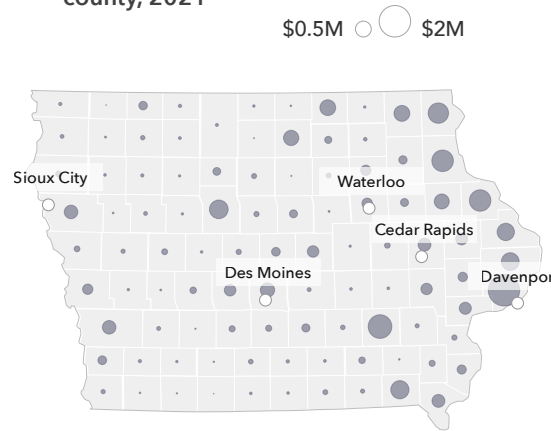 county, 2021
$0.5M $2M
Sioux City
Waterloo
Cedar Rapids
Des Moines
Davenpor